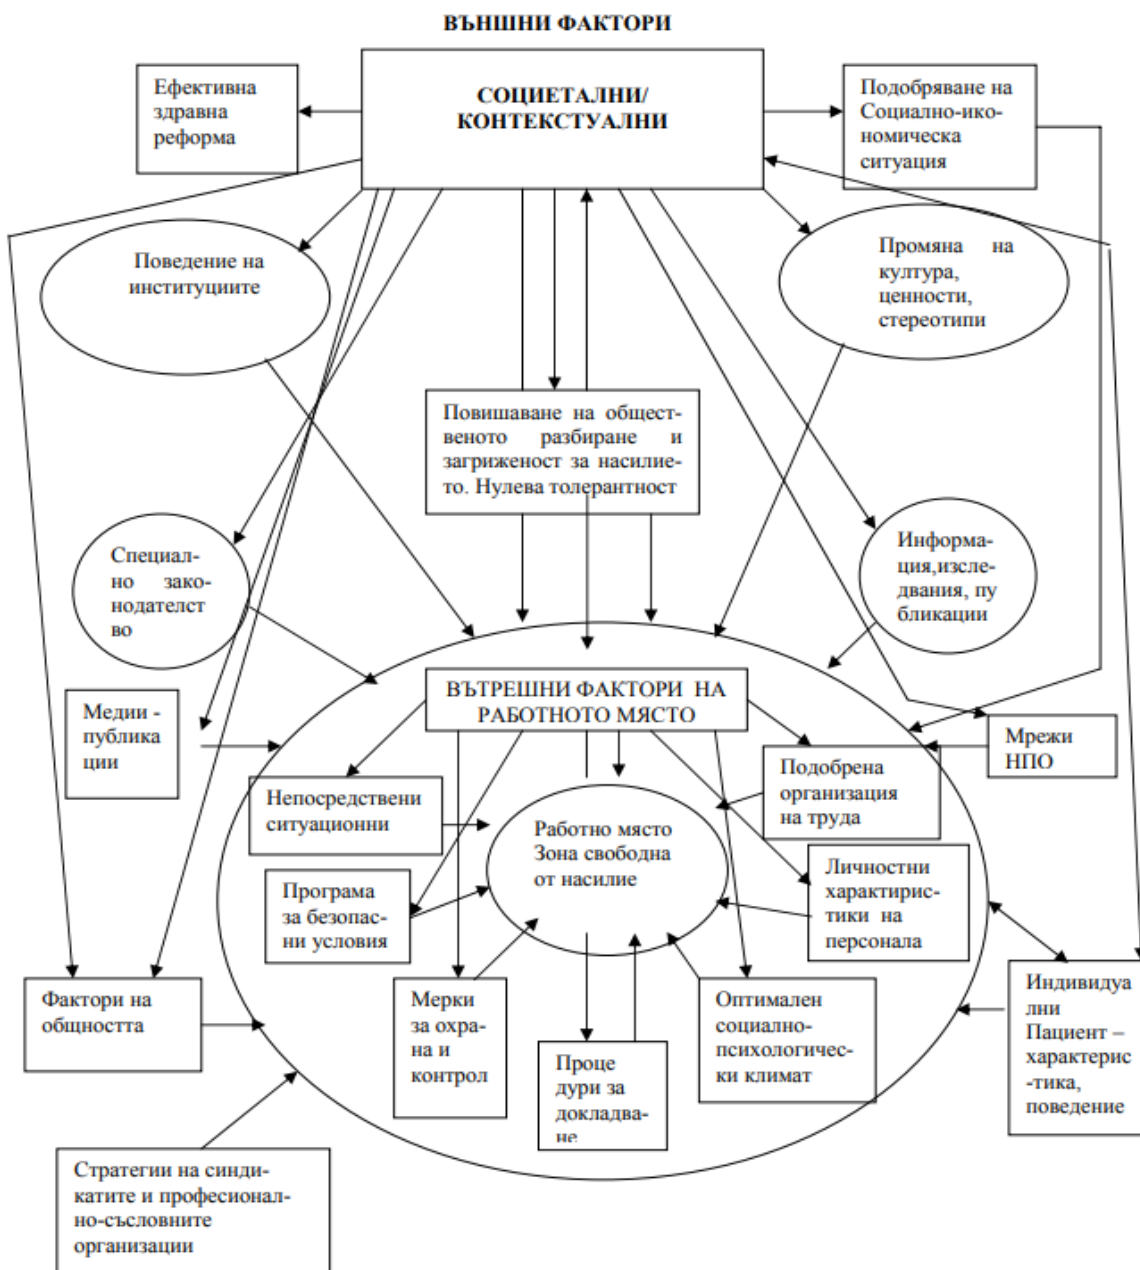 ВЪНШНИ ФАКТОРИ
Ефективна
здравна
реформа
СОЦИЕТАЛНИ/
КОНТЕКСТУАЛНИ
Подобряване на
Социално-ико-
номическа
ситуация
Поведение на
институциите
Промяна на
култура,
ценности,
стереотипи
Повишаване на общест-
веното разбиране и
загриженост за насилие-
то. Нулева толерантност
Специал-
но зако-
нодателст
во
Информа-
ция,изсле-
двания, пу
бликации
Медии -
публика
ции
ВЪТРЕШНИ ФАКТОРИ НА
РАБОТНОТО МЯСТО
Мрежи
НПО
Непосредствени
ситуационни
Подобрена
организация
на труда
Работно място
Зона свободна
от насилие
Програма
за безопас-
ни условия
Личностни
характирис-
тики на
персонала
Фактори на
общността
Мерки
за охра-
на и
контрол
Проце
дури за
докладва-
не
Оптимален
социално-
психологичес-
ки климат
Индивидуа
лни
Пациент –
характерис
-тика,
поведение
Стратегии на синди-
катите и професионал-
но-съсловните
организации